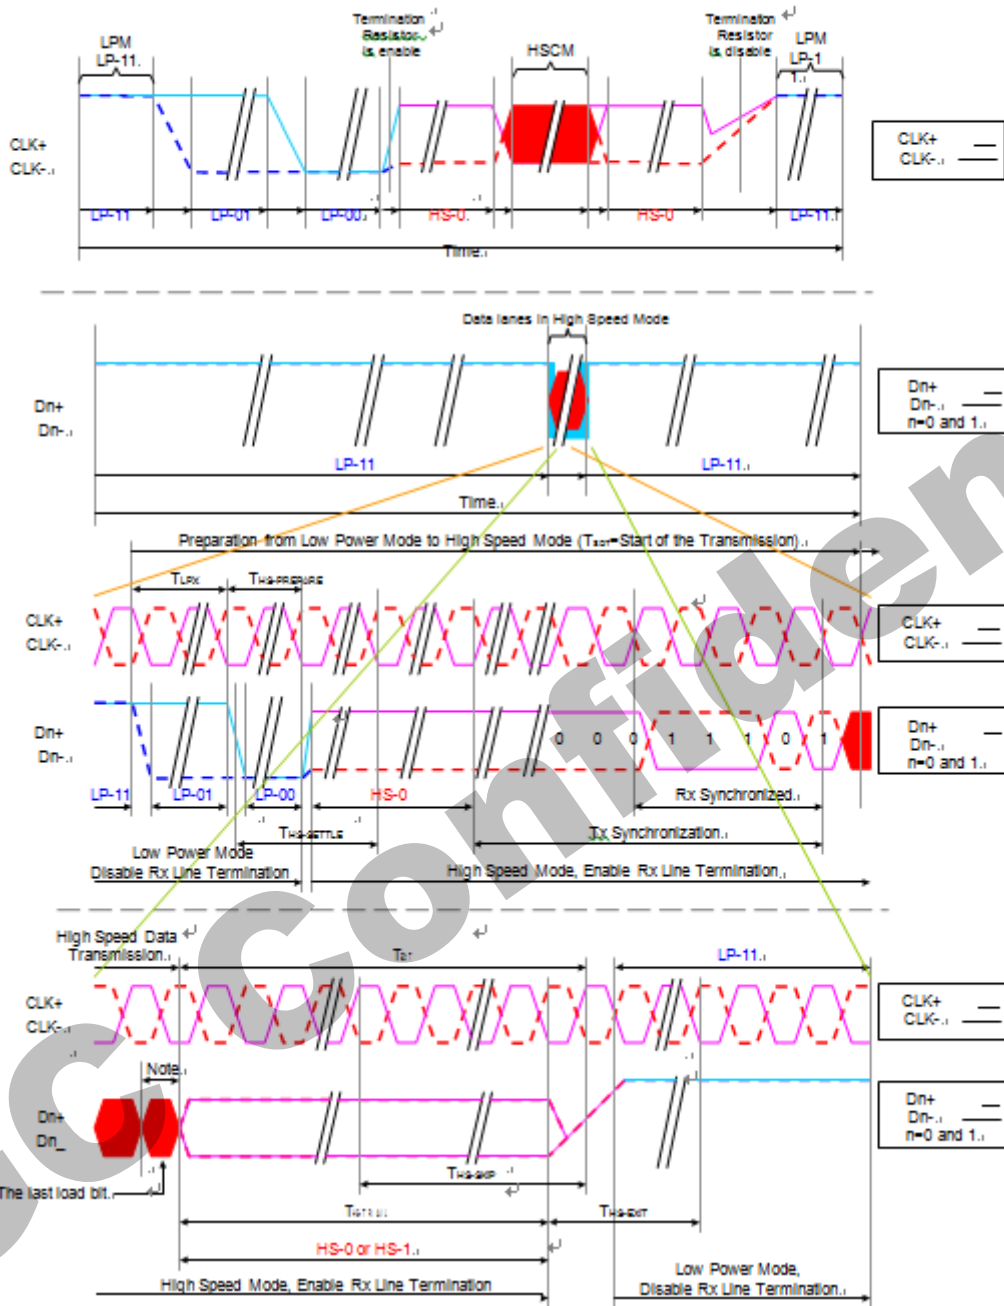 Termination
Resistor
is enable
Termination
Resistor
is disable
LPM
LP-11.
HSCM
LPM
LP-1
1.
CLK+
CLK-.
CLK+
CLK-.
LP-11
LP-01
LP-00.
HS-0.
HS-0
LP-11.
Time.
Data lanes in High Speed Mode
Dn+
Dn-.
Dn+
Dn-.
n=0 and 1.
LP-11
LP-11.
Time.
Preparation from Low Power Mode to High Speed Mode (TSOT=Start of the Transmission).
TLPX
THS-PREPARE
CLK+
CLK-.
CLK+
CLK-.
Dn+
Dn-.
0 0 0 1 1 1 0 1
Dn+
Dn-.
n=0 and 1.
LP-11
LP-01
LP-00
HS-0
Rx Synchronized.
THS-SETTLE
Tx Synchronization.
Low Power Mode
Disable Rx Line Termination
High Speed Mode, Enable Rx Line Termination.
High Speed Data
Transmission.
LP-11.
CLK+
CLK-.
CLK+
CLK-.
Note.
Dn+
Dn_
Dn+
Dn-.
n=0 and 1.
The last load bit.
THS-SKIP
THS-EXIT
HS-0 or HS-1.
High Speed Mode, Enable Rx Line Termination
Low Power Mode,
Disable Rx Line Termination.